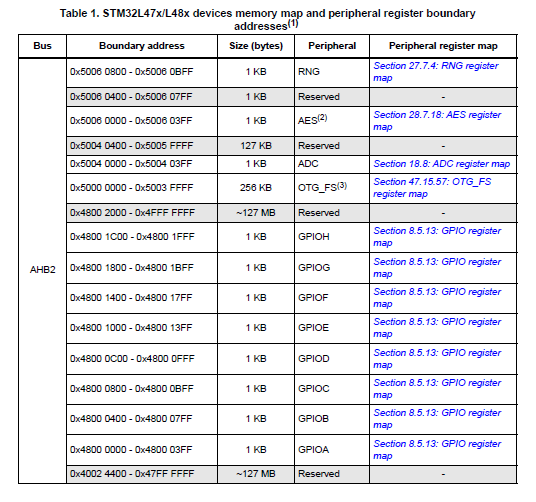 Table 1. STM32L47x/L48x devices memory map and peripheral register boundary
addresses(1)
Bus Boundary address Size (bytes) Peripheral Peripheral register map
AHB2
0x5006 0800 - 0x5006 0BFF 1 KB RNG Section 27.7.4: RNG register
map
0x5006 0400 - 0x5006 07FF 1 KB Reserved -
0x5006 0000 - 0x5006 03FF 1 KB AES(2) Section 28.7.18: AES register
map
0x5004 0400 - 0x5005 FFFF 127 KB Reserved -
0x5004 0000 - 0x5004 03FF 1 KB ADC Section 18.8: ADC register map
0x5000 0000 - 0x5003 FFFF 256 KB OTG_FS(3) Section 47.15.57: OTG_FS
register map
0x4800 2000 - 0x4FFF FFFF ~127 MB Reserved -
0x4800 1C00 - 0x4800 1FFF 1 KB GPIOH Section 8.5.13: GPIO register
map
0x4800 1800 - 0x4800 1BFF 1 KB GPIOG Section 8.5.13: GPIO register
map
0x4800 1400 - 0x4800 17FF 1 KB GPIOF Section 8.5.13: GPIO register
map
0x4800 1000 - 0x4800 13FF 1 KB GPIOE Section 8.5.13: GPIO register
map
0x4800 0C00 - 0x4800 0FFF 1 KB GPIOD Section 8.5.13: GPIO register
map
0x4800 0800 - 0x4800 0BFF 1 KB GPIOC Section 8.5.13: GPIO register
map
0x4800 0400 - 0x4800 07FF 1 KB GPIOB Section 8.5.13: GPIO register
map
0x4800 0000 - 0x4800 03FF 1 KB GPIOA Section 8.5.13: GPIO register
map
0x4002 4400 - 0x47FF FFFF ~127 MB Reserved -